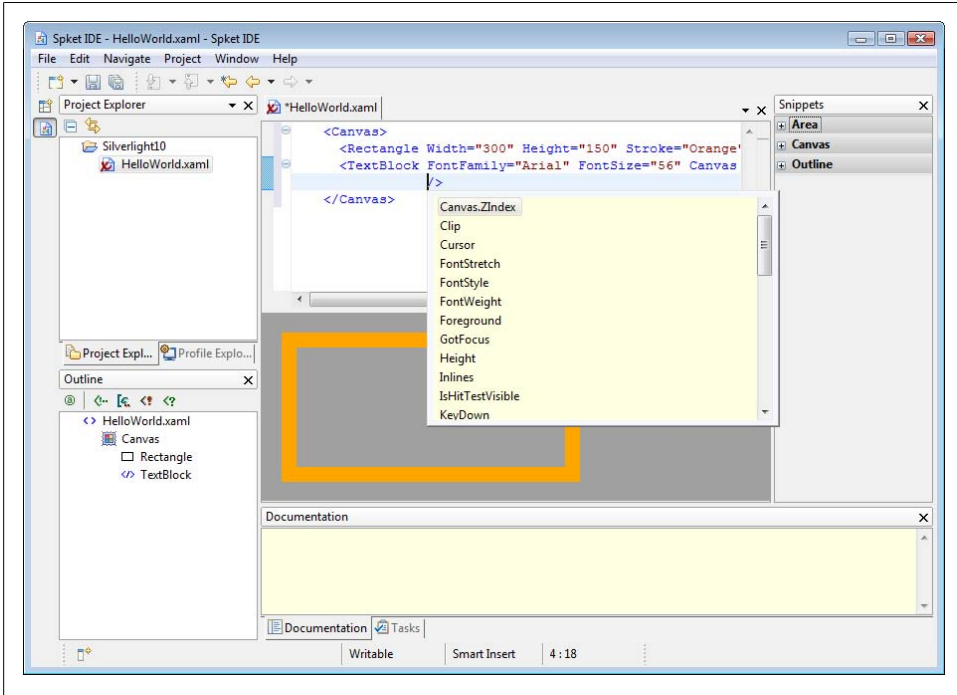 Spket IDE - HelloWorld.xaml - Spket IDE
File Edit Navigate Project Window Help
Project Explorer
Silverlight10
HelloWorld.xaml
Project Expl...
Profile Explo...
Outline
HelloWorld.xaml
Canvas
Rectangle
TextBlock
*HelloWorld.xaml
<Canvas>
<Rectangle Width="300" Height="150" Stroke="Orange"
<TextBlock FontFamily="Arial" FontSize="56" Canvas
/>
</Canvas>
Canvas.ZIndex
Clip
Cursor
FontStretch
FontStyle
FontWeight
Foreground
GotFocus
Height
Inlines
IsHitTestVisible
KeyDown
Snippets
Area
Canvas
Outline
Documentation
Documentation
Tasks
Writable
Smart Insert
4 : 18